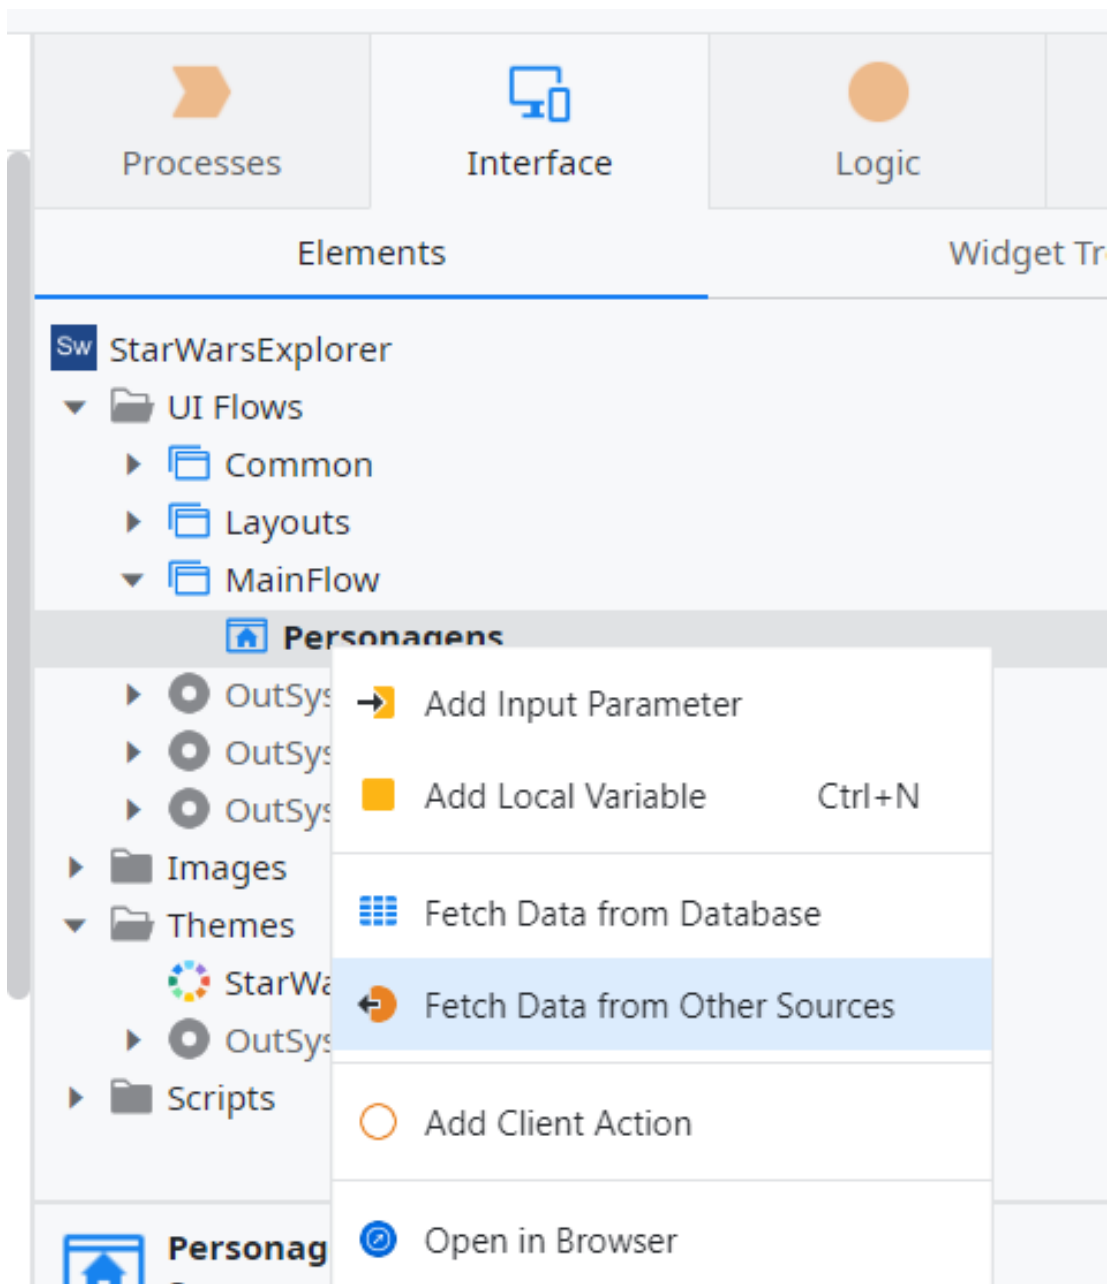 Processes
Interface
Logic
Elements
Widget Tr
Sw StarWarsExplorer
UI Flows
Common
Layouts
MainFlow
Personagens
OutSys
OutSys
OutSys
Images
Themes
StarWa
OutSys
Scripts
Add Input Parameter
Add Local Variable Ctrl+N
Fetch Data from Database
Fetch Data from Other Sources
Add Client Action
Open in Browser
Personag